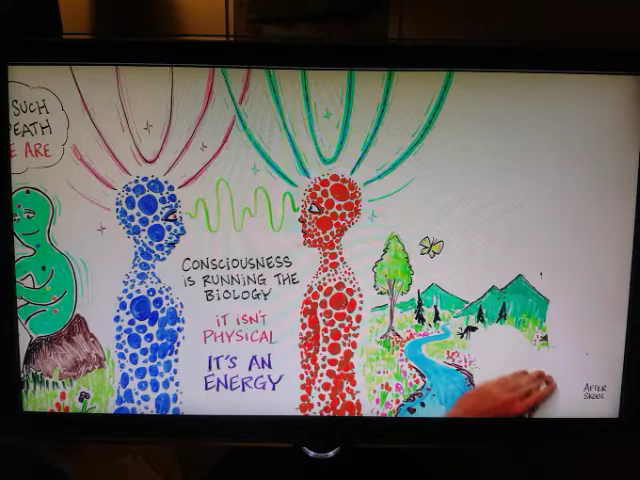 SUCH
EATH
E ARE
CONSCIOUSNESS
IS RUNNING THE
BIOLOGY
IT ISN'T
PHYSICAL
IT'S AN
ENERGY
AFTER
SKOOL